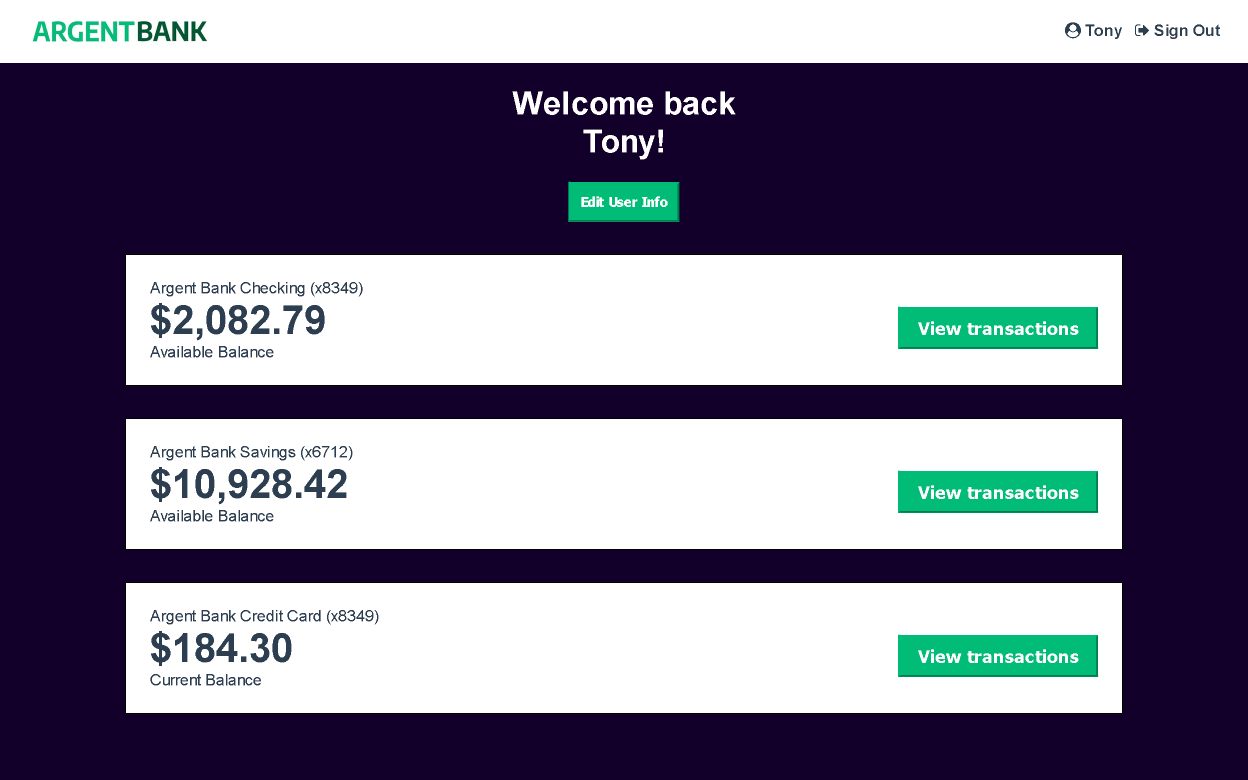 ARGENTBANK
Tony Sign Out
Welcome back
Tony!
Edit User Info
Argent Bank Checking (x8349)
$2,082.79
Available Balance
View transactions
Argent Bank Savings (x6712)
$10,928.42
Available Balance
View transactions
Argent Bank Credit Card (x8349)
$184.30
Current Balance
View transactions